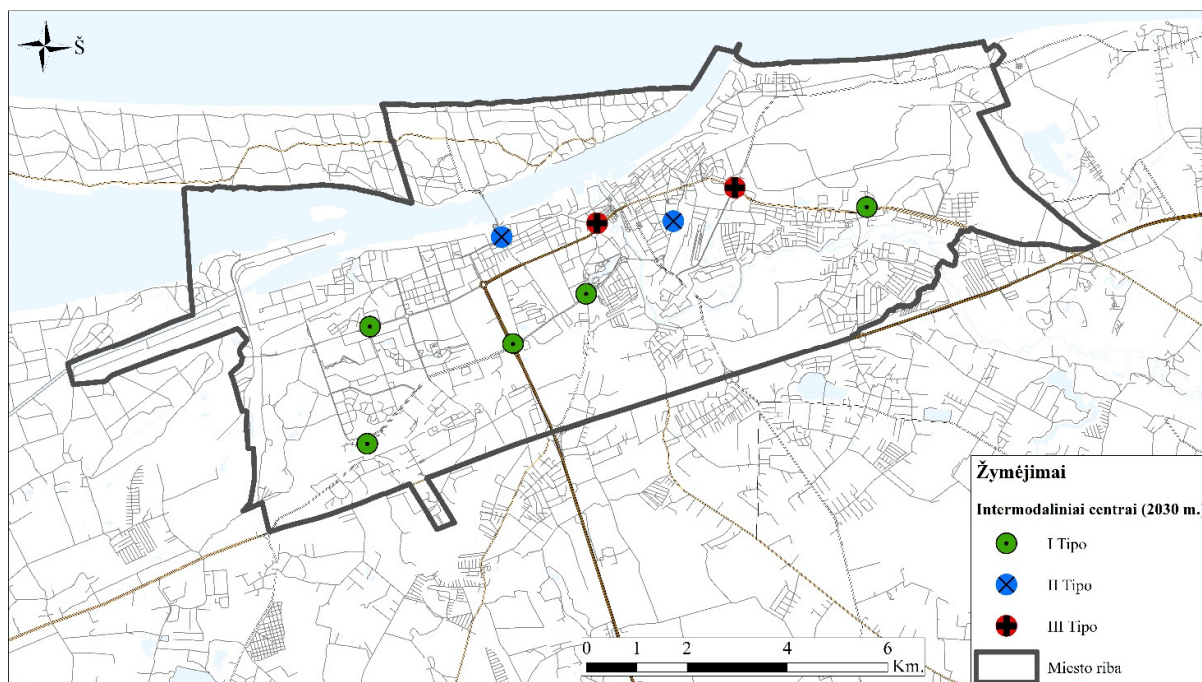 Š
Žymėjimai
Intermodaliniai centrai (2030 m.)
I Tipo
II Tipo
III Tipo
Miesto riba
0 1 2 4 6
Km.